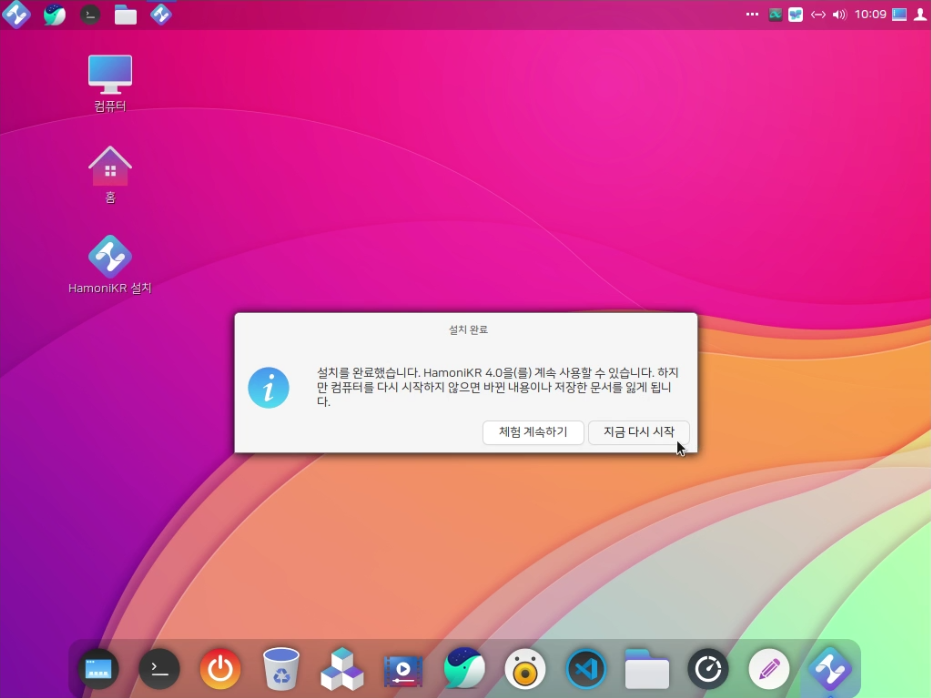 10:09
컴퓨터
홈
HamoniKR 설치
설치 완료
설치를 완료했습니다. HamoniKR 4.0을(를) 계속 사용할 수 있습니다. 하지
만 컴퓨터를 다시 시작하지 않으면 바뀐 내용이나 저장한 문서를 잃게 됩니
다.
체험 계속하기
지금 다시 시작